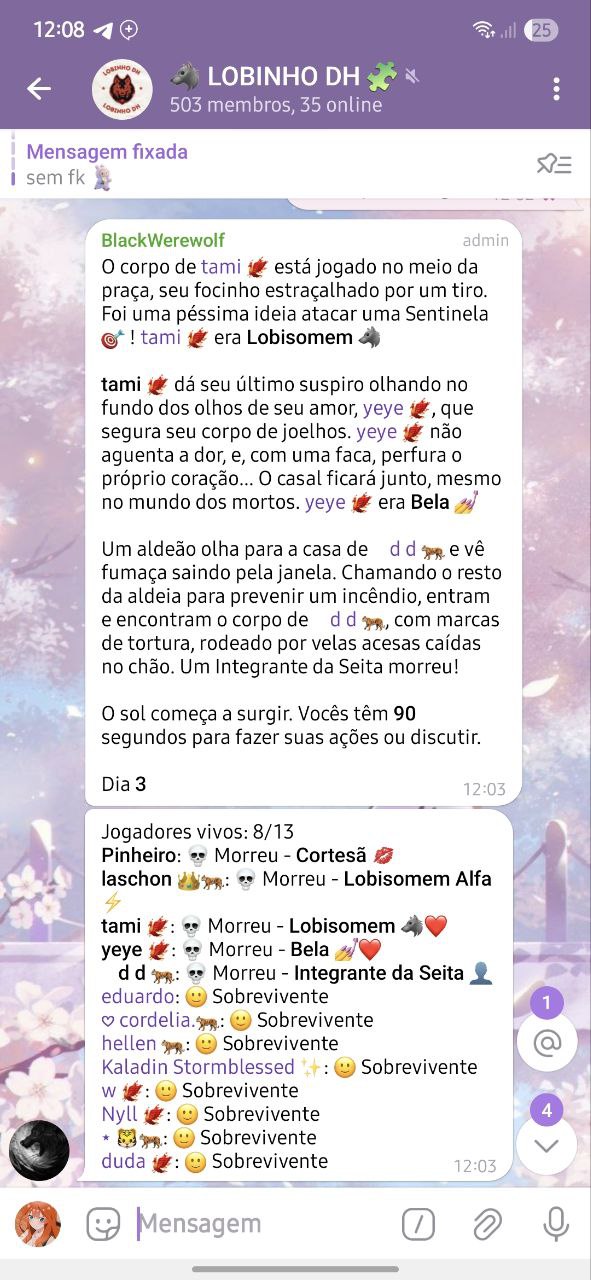 12:08
25
LOBINHO DH
LOBINHO DH
🐺 LOBINHO DH 🧩
503 membros, 35 online
Mensagem fixada
sem fk
BlackWerewolf admin
O corpo de tami 🐦‍🔥 está jogado no meio da
praça, seu focinho estraçalhado por um tiro.
Foi uma péssima ideia atacar uma Sentinela
🎯 ! tami 🐦‍🔥 era Lobisomem 🐺
tami 🐦‍🔥 dá seu último suspiro olhando no
fundo dos olhos de seu amor, yeye 🐦‍🔥, que
segura seu corpo de joelhos. yeye 🐦‍🔥 não
aguenta a dor, e, com uma faca, perfura o
próprio coração... O casal ficará junto, mesmo
no mundo dos mortos. yeye 🐦‍🔥 era Bela 💅
Um aldeão olha para a casa de d d 🐅 e vê
fumaça saindo pela janela. Chamando o resto
da aldeia para prevenir um incêndio, entram
e encontram o corpo de d d 🐅, com marcas
de tortura, rodeado por velas acesas caídas
no chão. Um Integrante da Seita morreu!
O sol começa a surgir. Vocês têm 90
segundos para fazer suas ações ou discutir.
Dia 3 12:03
Jogadores vivos: 8/13
Pinheiro: 💀 Morreu - Cortesã 💋
laschon 👑🐅: 💀 Morreu - Lobisomem Alfa
⚡
tami 🐦‍🔥: 💀 Morreu - Lobisomem 🐺❤️
yeye 🐦‍🔥: 💀 Morreu - Bela 💅❤️
d d 🐅: 💀 Morreu - Integrante da Seita 👤
eduardo: 🙂 Sobrevivente
♡ cordelia.🐅: 🙂 Sobrevivente
hellen 🐅: 🙂 Sobrevivente
Kaladin Stormblessed ✨: 🙂 Sobrevivente
w 🐦‍🔥: 🙂 Sobrevivente
Nyll 🐦‍🔥: 🙂 Sobrevivente
⋆ 🐯🐅: 🙂 Sobrevivente
duda 🐦‍🔥: 🙂 Sobrevivente
12:03
1
@
4
Mensagem